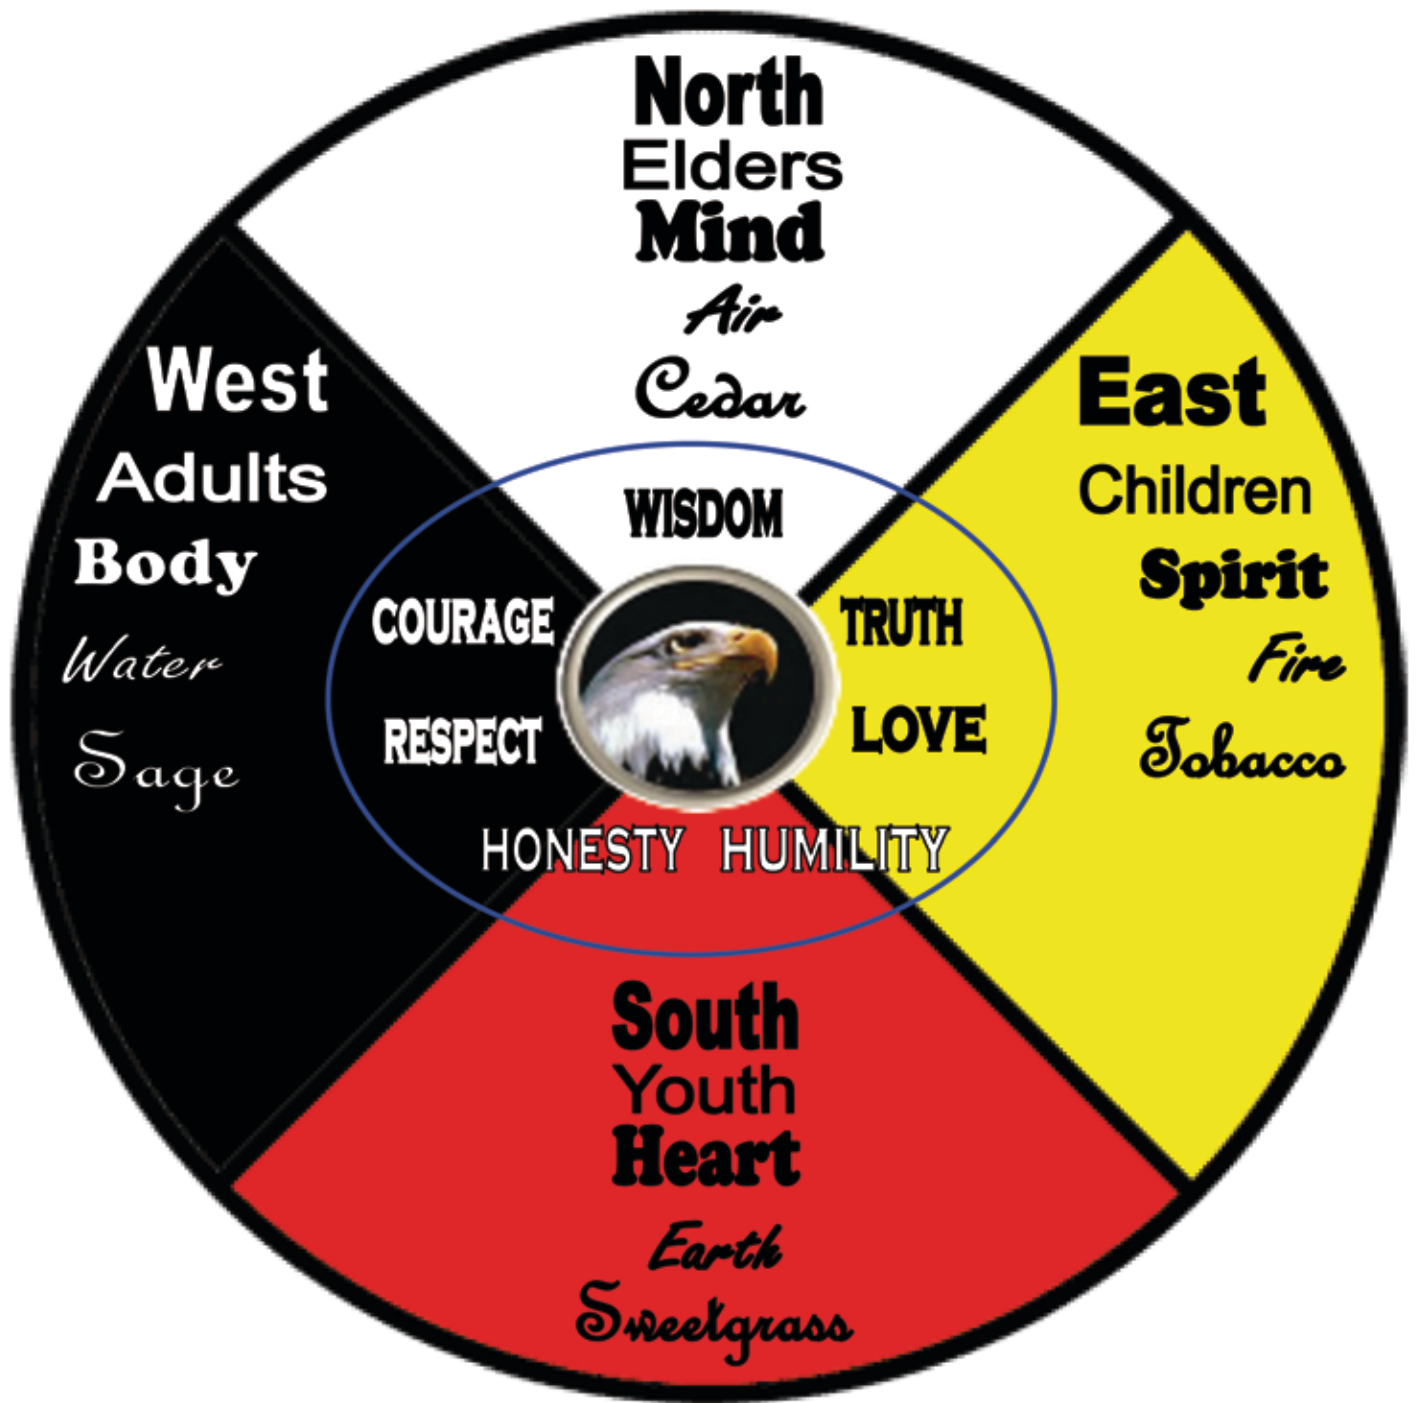 North
Elders
Mind
Air
Cedar
WISDOM
West
Adults
Body
Water
Sage
COURAGE
RESPECT
TRUTH
LOVE
East
Children
Spirit
Fire
Tobacco
HONESTY HUMILITY
South
Youth
Heart
Earth
Sweetgrass